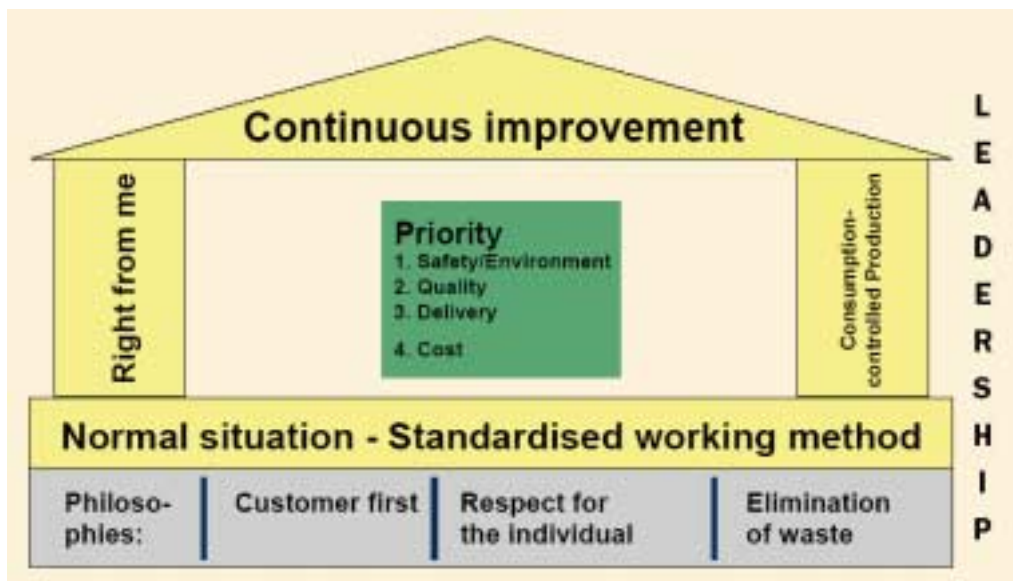 Continuous improvement
Right from me
Priority
1. Safety/Environment
2. Quality
3. Delivery
4. Cost
Consumption-
controlled Production
Normal situation - Standardised working method
Philoso-
phies:
Customer first
Respect for
the individual
Elimination
of waste
LEADERSHIP